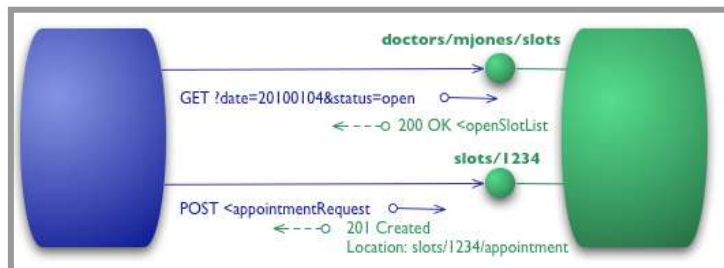 doctors/mjones/slots
GET ?date=20100104&status=open
200 OK <openSlotList
slots/1234
POST <appointmentRequest
201 Created
Location: slots/1234/appointment